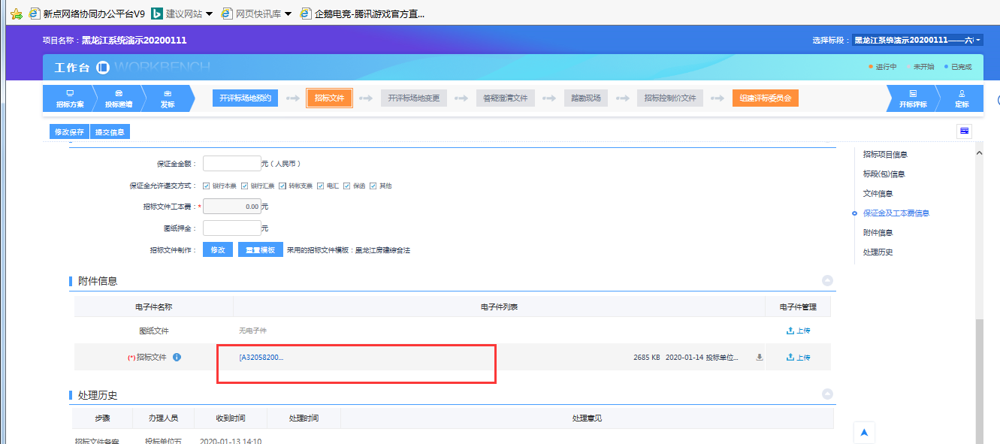 新点网络协同办公平台V9 建议网站 网页快讯库 企鹅电竞-腾讯游戏官方直...
项目名称：黑龙江系统演示20200111 选择标段：黑龙江系统演示20200111——六i
工作台 WORKBENCH 进行中 未开始 已完成
招标方案 投标邀请 发标 开评标场地预约 招标文件 开评标场地变更 答疑澄清文件 踏勘现场 招标控制价文件 组建评标委员会 开标评标 定标
修改保存 提交信息
保证金金额： 元（人民币）
保证金允许递交方式： 银行本票 银行汇票 转帐支票 电汇 保函 其他
招标文件工本费：* 0.00 元
图纸押金： 元
招标文件制作： 修改 重置模板 采用的招标文件模板：黑龙江房建综合法
招标项目信息
标段(包)信息
文件信息
保证金及工本费信息
附件信息
处理历史
附件信息
电子件名称 电子件列表 电子件管理
图纸文件 无电子件 上传
(*)招标文件 [A32058200... 2685 KB 2020-01-14 投标单位... 上传
处理历史
步骤 办理人员 收到时间 处理时间 处理意见
招标文件备案 投标单位五 2020-01-13 14:10